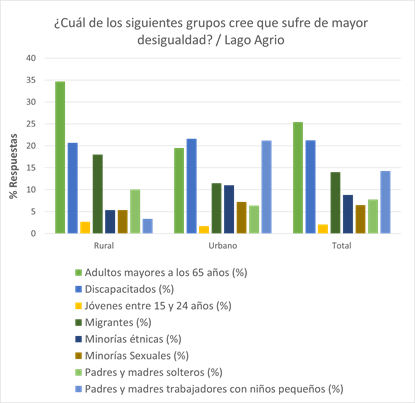 ¿Cuál de los siguientes grupos cree que sufre de mayor
desigualdad? / Lago Agrio
% Respuestas
40
35
30
25
20
15
10
5
0
Rural
Urbano
Total
Adultos mayores a los 65 años (%)
Discapacitados (%)
Jóvenes entre 15 y 24 años (%)
Migrantes (%)
Minorías étnicas (%)
Minorías Sexuales (%)
Padres y madres solteros (%)
Padres y madres trabajadores con niños pequeños (%)